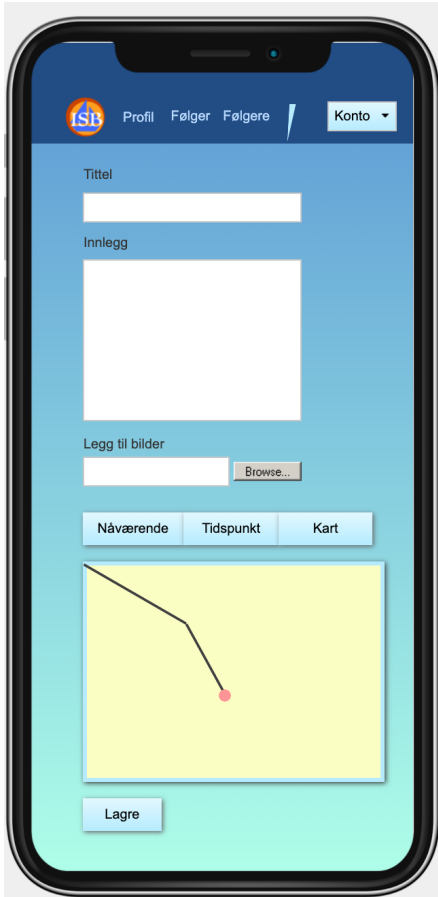 ISB Profil Følger Følgere Konto
Tittel
Innlegg
Legg til bilder
Browse...
Nåværende Tidspunkt Kart
Lagre